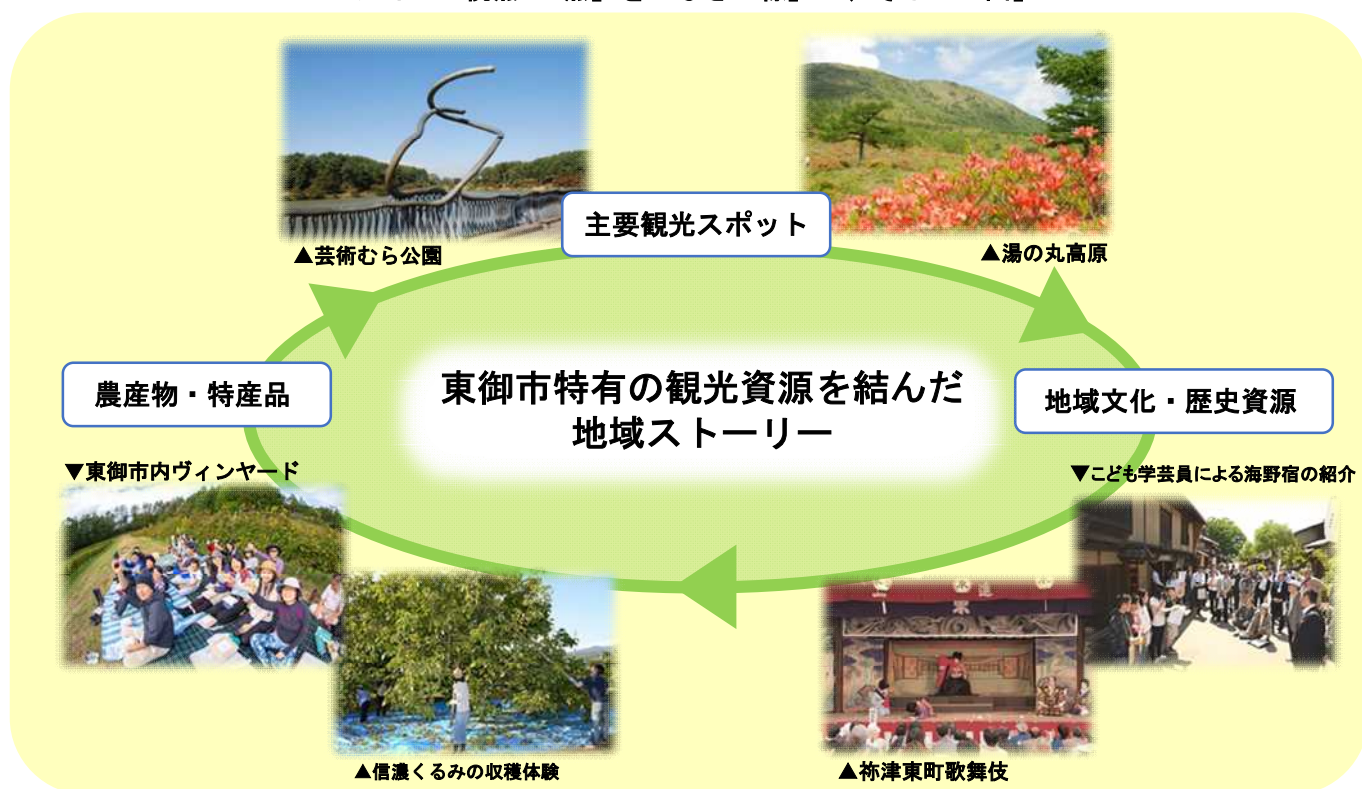 主要観光スポット
▲芸術むら公園
▲湯の丸高原
農産物・特産品
東御市特有の観光資源を結んだ
地域ストーリー
地域文化・歴史資源
▼東御市内ヴィンヤード
▼こども学芸員による海野宿の紹介
▲信濃くるみの収穫体験
▲祢津東町歌舞伎